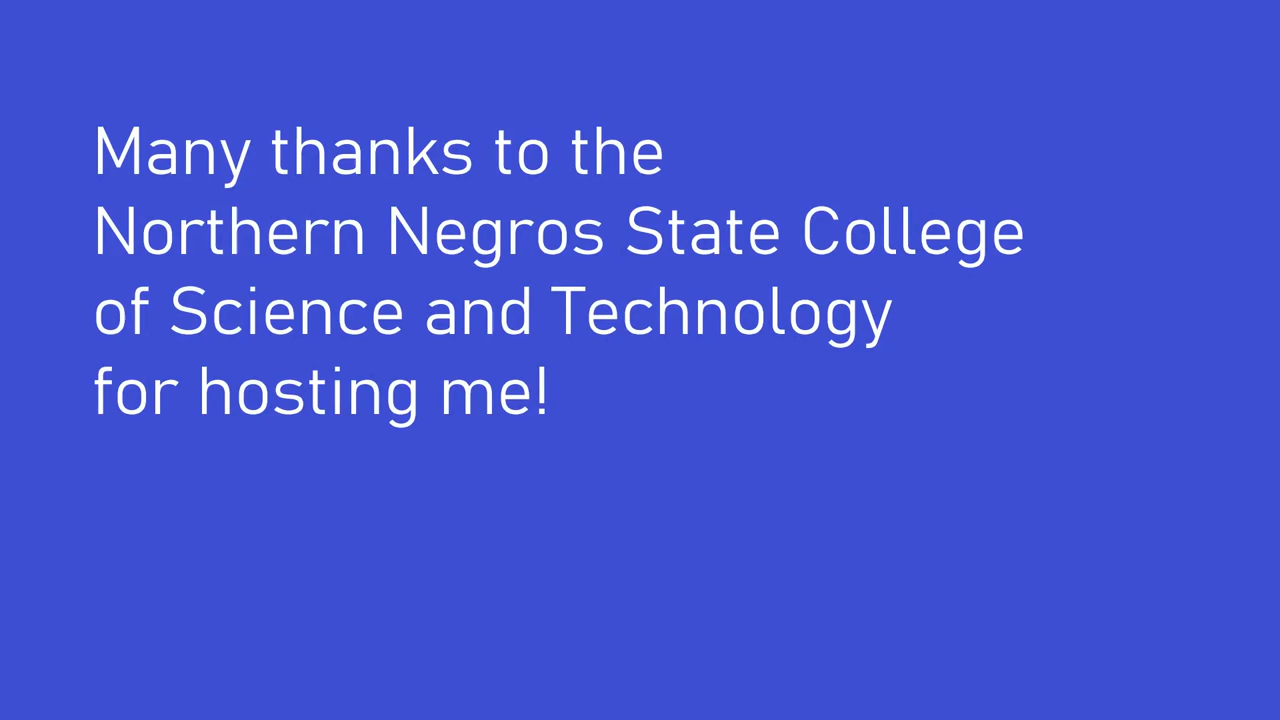 Many thanks to the
Northern Negros State College
of Science and Technology
for hosting me!